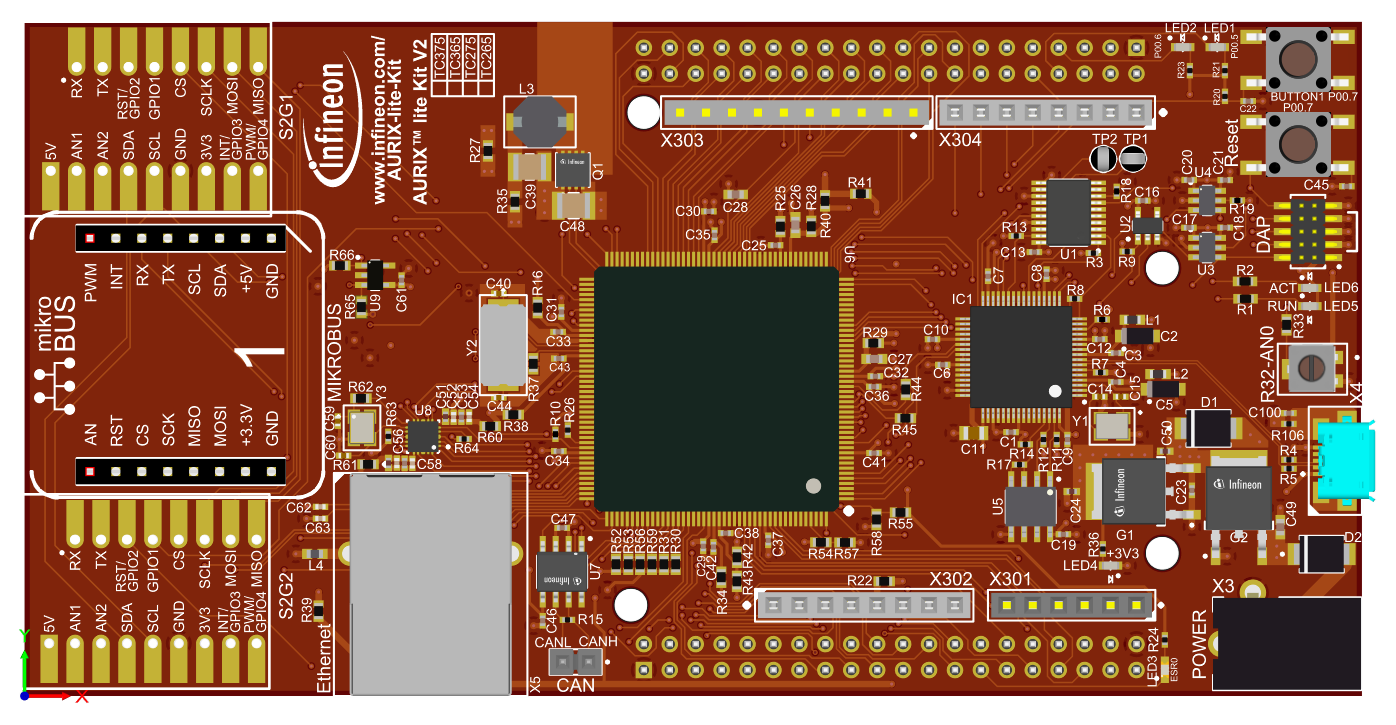 RX
TX
RST/
GPIO2
GPIO1
CS
SCLK
MOSI
MISO
5V
AN1
AN2
SDA
SCL
GND
3V3
INT/
GPIO3
PWM/
GPIO4
S2G1
Infineon
www.infineon.com/
AURIX-lite-Kit
AURIX™ lite Kit V2
TC375
TC365
TC275
TC265
L3
R27
R35
C39
Infineon
Q1
C48
X303
X304
TP2
TP1
LED2
LED1
P00.6
P00.5
R23
R21
R20
C22
BUTTON1 P00.7
P00.7
Reset
C45
C20
C21
U4
R18
C16
U2
R9
C17
C18
R19
U3
DAP
R13
C13
U1
R3
C7
C8
R8
IC1
R2
R1
ACT
LED6
RUN
LED5
R33
R32-AN0
X4
PWM
INT
RX
TX
SCL
SDA
+5V
GND
mikro
BUS
1
MIKROBUS
AN
RST
CS
SCK
MISO
MOSI
+3.3V
GND
R66
R65
U9
C61
C40
Y2
C44
R16
C31
C33
C43
R37
R38
R10
R26
C34
R62
Y3
C59
C60
R61
R63
C56
C58
U8
C51
C52
C53
C54
R64
R60
C30
C35
C28
C25
R25
C26
R28
R40
R41
U6
R29
C27
C32
C36
R44
R45
C41
C10
C6
R6
L1
C2
C12
C3
R7
C4
C14
C15
L2
C5
Y1
C11
C1
R14
R12
R11
C9
R17
U5
C24
C19
C50
D1
Infineon
G1
C23
Infineon
G2
C49
D2
C100
R106
R4
R5
R36
+3V3
LED4
X3
POWER
RX
TX
RST/
GPIO2
GPIO1
CS
SCLK
MOSI
MISO
5V
AN1
AN2
SDA
SCL
GND
3V3
INT/
GPIO3
PWM/
GPIO4
S2G2
C62
C63
L4
R39
Ethernet
X5
C47
Infineon
U7
C46
R15
CANL
CANH
CAN
R52
R53
R56
R59
R31
R30
C42
R34
R43
R42
C38
C37
R54
R57
R58
R55
R22
X302
X301
R24
LED3
ESR0
Y
X